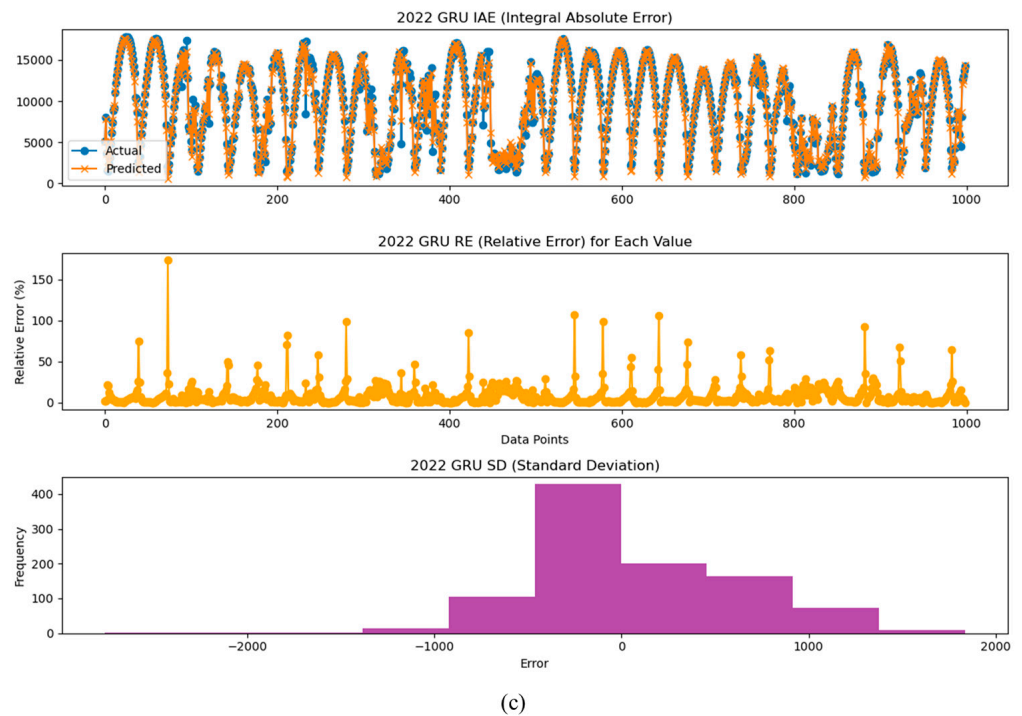 2022 GRU IAE (Integral Absolute Error)
15000
10000
5000
0
Actual
Predicted
0 200 400 600 800 1000
2022 GRU RE (Relative Error) for Each Value
Relative Error (%)
150
100
50
0
0 200 400 600 800 1000
Data Points
2022 GRU SD (Standard Deviation)
Frequency
400
300
200
100
0
−2000 −1000 0 1000 2000
Error
(c)